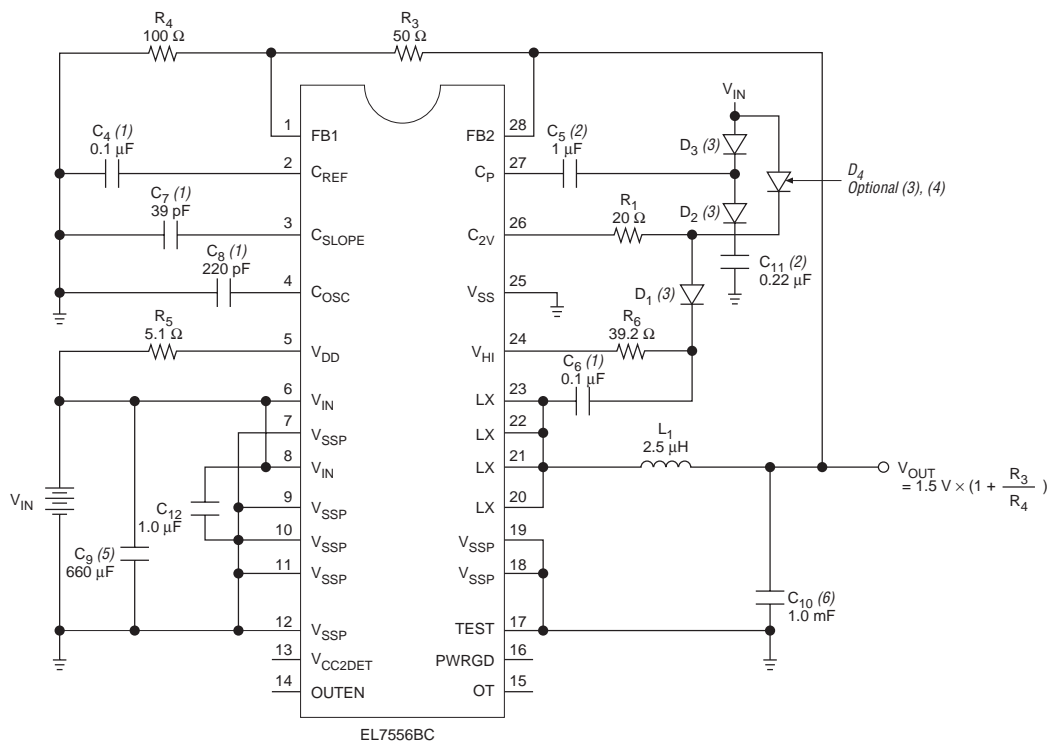 R4
100 Ω
R3
50 Ω
VIN
1
FB1
FB2
28
C4 (1)
0.1 μF
2
CREF
CP
27
C5 (2)
1 μF
D3 (3)
D4
Optional (3), (4)
C7 (1)
39 pF
3
CSLOPE
C2V
26
R1
20 Ω
D2 (3)
C8 (1)
220 pF
4
COSC
VSS
25
C11 (2)
0.22 μF
D1 (3)
R5
5.1 Ω
5
VDD
VHI
24
R6
39.2 Ω
6
VIN
LX
23
C6 (1)
0.1 μF
7
VSSP
LX
22
8
VIN
LX
21
L1
2.5 μH
VOUT
= 1.5 V × (1 + R3/R4)
VIN
C12
1.0 μF
9
VSSP
LX
20
10
VSSP
VSSP
19
C9 (5)
660 μF
11
VSSP
VSSP
18
C10 (6)
1.0 mF
12
VSSP
TEST
17
13
VCC2DET
PWRGD
16
14
OUTEN
OT
15
EL7556BC